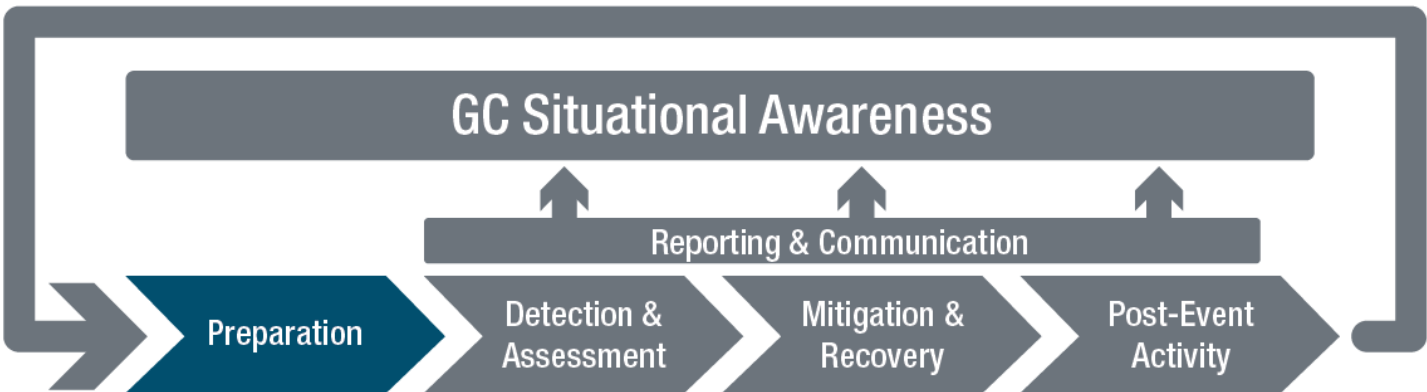 GC Situational Awareness
Reporting & Communication
Preparation
Detection &
Assessment
Mitigation &
Recovery
Post-Event
Activity